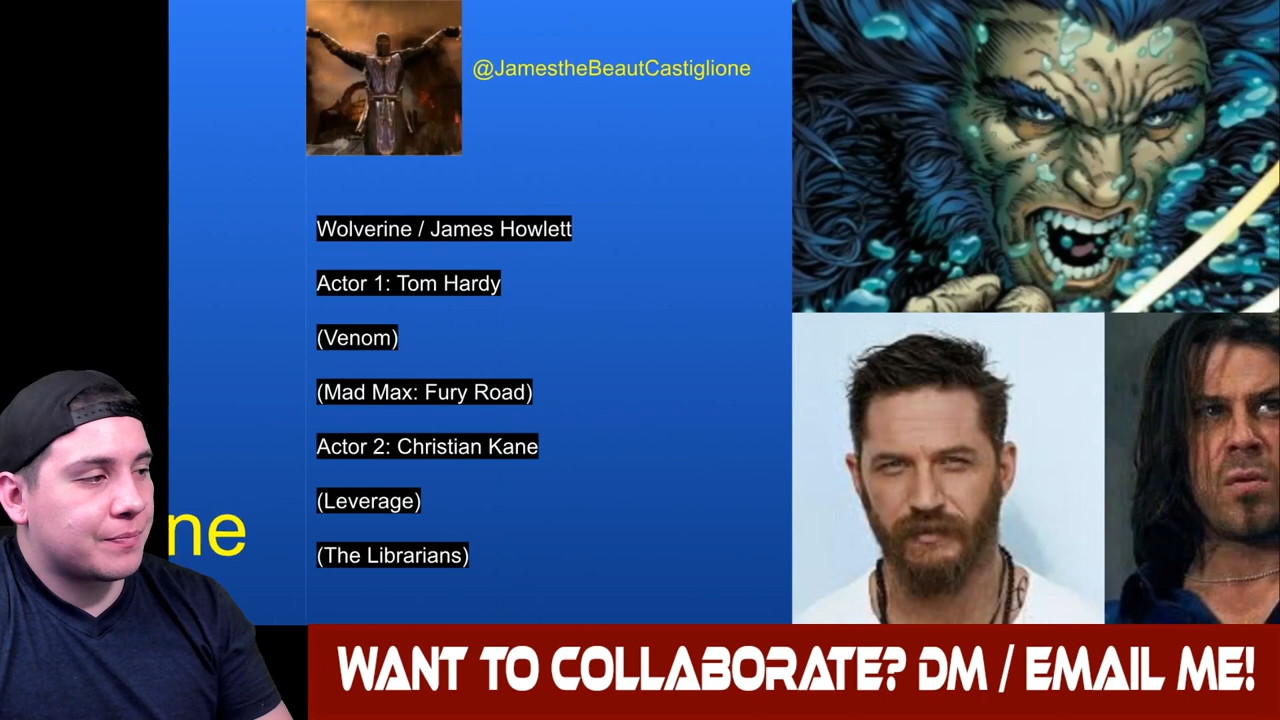 @JamestheBeautCastiglione
Wolverine / James Howlett
Actor 1: Tom Hardy
(Venom)
(Mad Max: Fury Road)
Actor 2: Christian Kane
(Leverage)
ne
(The Librarians)
WANT TO COLLABORATE? DM / EMAIL ME!